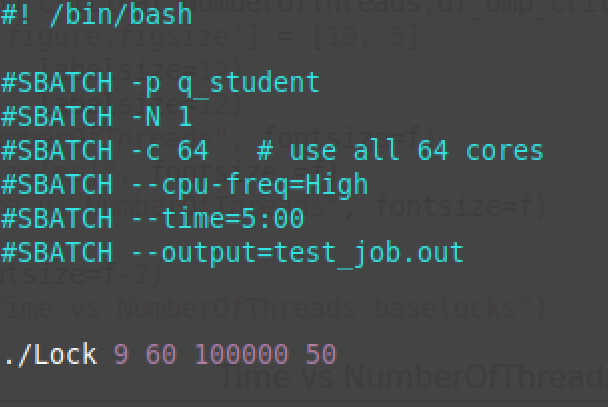 #! /bin/bash
#SBATCH -p q_student
#SBATCH -N 1
#SBATCH -c 64   # use all 64 cores
#SBATCH --cpu-freq=High
#SBATCH --time=5:00
#SBATCH --output=test_job.out
./Lock 9 60 100000 50